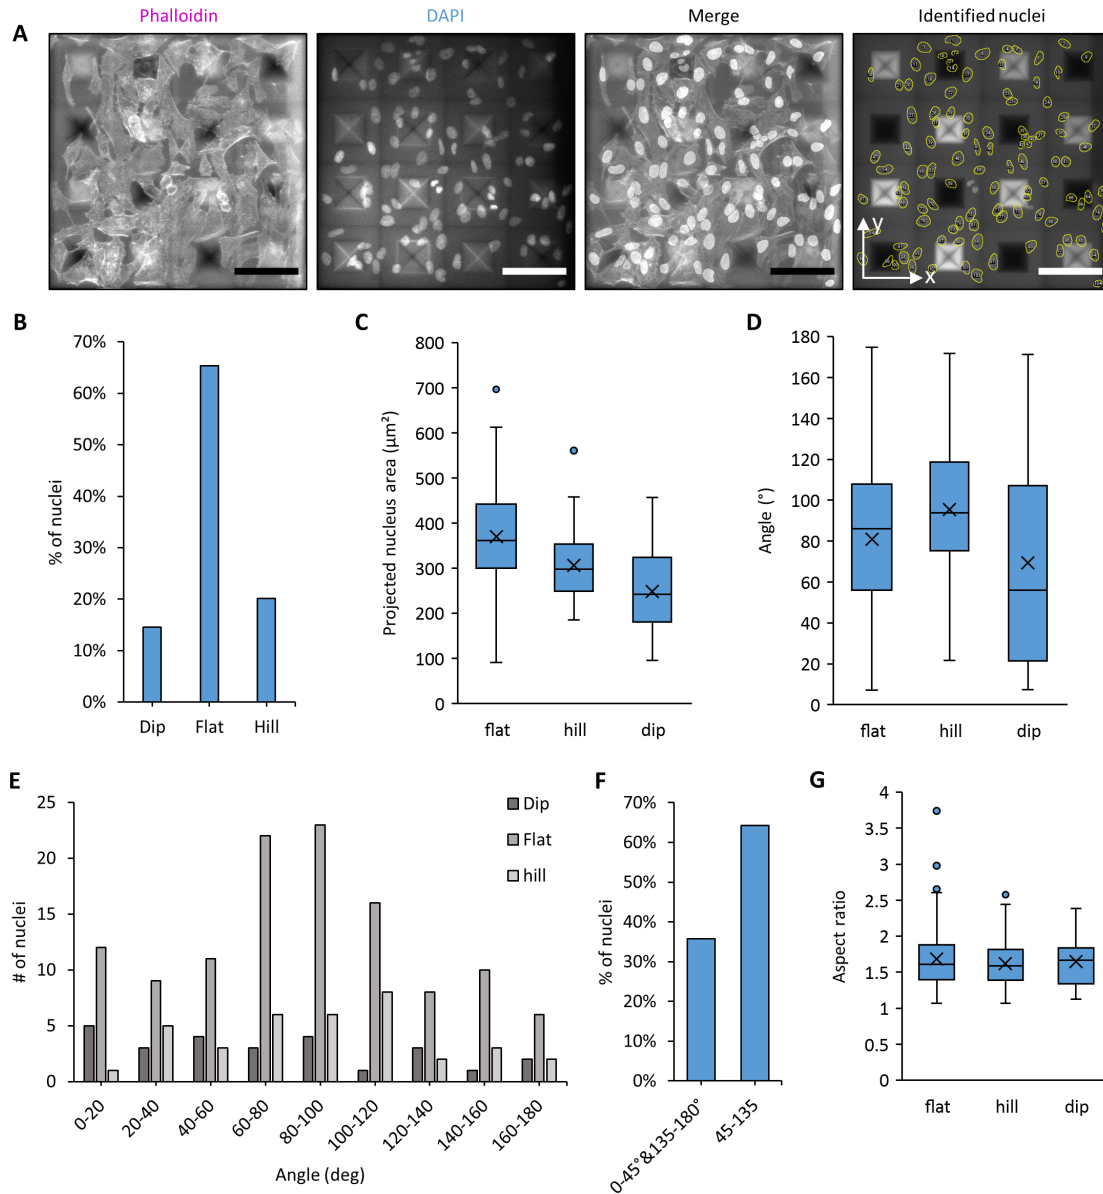 Phalloidin DAPI Merge Identified nuclei
A
y
x
B
70%
60%
50%
40%
30%
20%
10%
0%
% of nuclei
Dip Flat Hill
C
800
700
600
500
400
300
200
100
0
Projected nucleus area (µm²)
flat hill dip
D
180
160
140
120
100
80
60
40
20
0
Angle (°)
flat hill dip
E
25
20
15
10
5
0
# of nuclei
Dip
Flat
hill
0-20 20-40 40-60 60-80 80-100 100-120 120-140 140-160 160-180
Angle (deg)
F
70%
60%
50%
40%
30%
20%
10%
0%
% of nuclei
0-45°&135-180° 45-135
G
4
3.5
3
2.5
2
1.5
1
0.5
0
Aspect ratio
flat hill dip